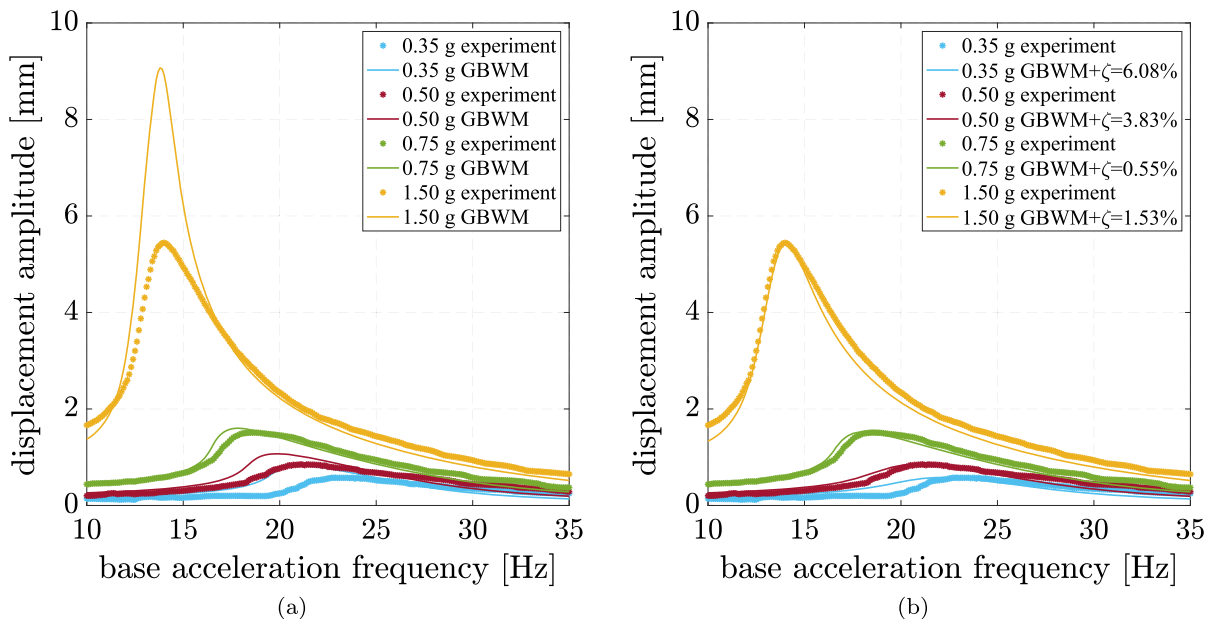 displacement amplitude [mm]
10
8
6
4
2
0
0.35 g experiment
0.35 g GBWM
0.50 g experiment
0.50 g GBWM
0.75 g experiment
0.75 g GBWM
1.50 g experiment
1.50 g GBWM
10 15 20 25 30 35
base acceleration frequency [Hz]
(a)
displacement amplitude [mm]
10
8
6
4
2
0
0.35 g experiment
0.35 g GBWM+ζ=6.08%
0.50 g experiment
0.50 g GBWM+ζ=3.83%
0.75 g experiment
0.75 g GBWM+ζ=0.55%
1.50 g experiment
1.50 g GBWM+ζ=1.53%
10 15 20 25 30 35
base acceleration frequency [Hz]
(b)